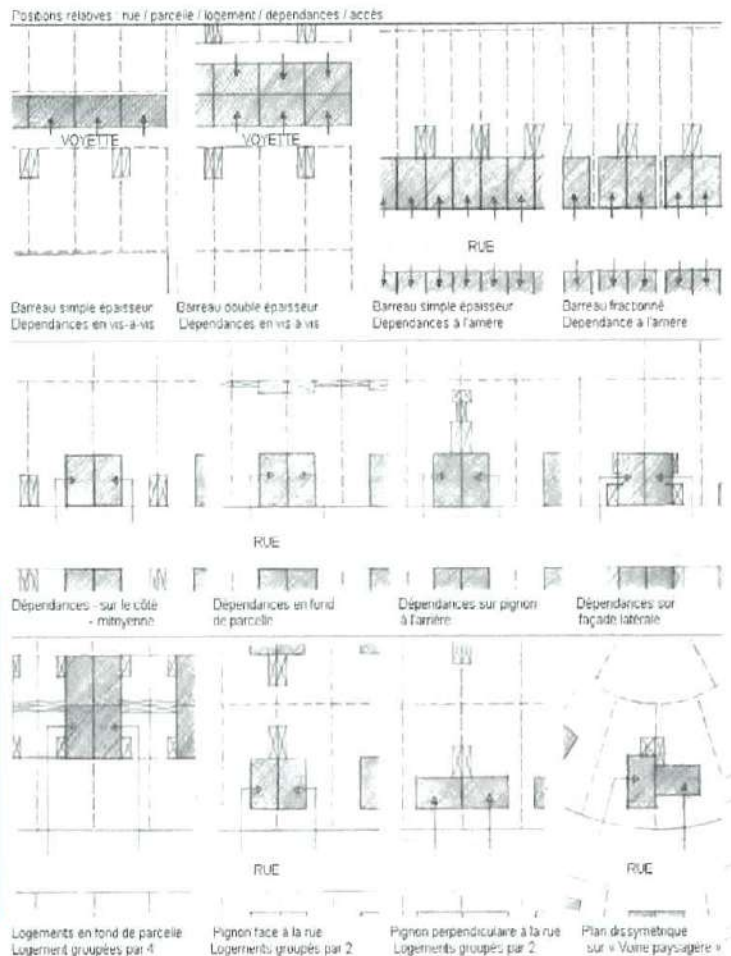 Positions relatives : rue / parcelle / logement / dépendances / accès
VOYETTE
VOYETTE
RUE
Barreau simple épaisseur
Dépendances en vis-à-vis
Barreau double épaisseur
Dépendances en vis à vis
Barreau simple épaisseur
Dépendances à l'arrière
Barreau fractionné
Dépendance à l'arrière
RUE
Dépendances - sur le côté
- mitoyenne
Dépendances en fond
de parcelle
Dépendances sur pignon
à l'arrière
Dépendances sur
façade latérale
RUE
RUE
Logements en fond de parcelle
Logement groupées par 4
Pignon face à la rue
Logements groupés par 2
Pignon perpendiculaire à la rue
Logements groupés par 2
Plan dissymétrique
sur « Voirie paysagère »